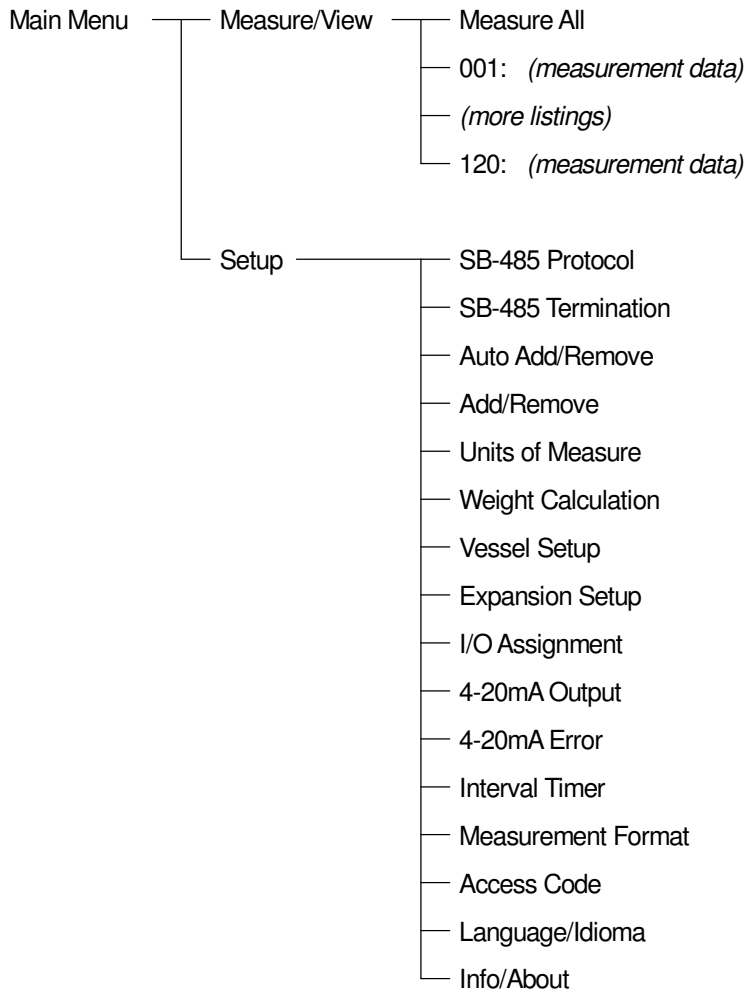 Main Menu Measure/View Measure All
001: (measurement data)
(more listings)
120: (measurement data)
Setup SB-485 Protocol
SB-485 Termination
Auto Add/Remove
Add/Remove
Units of Measure
Weight Calculation
Vessel Setup
Expansion Setup
I/O Assignment
4-20mA Output
4-20mA Error
Interval Timer
Measurement Format
Access Code
Language/Idioma
Info/About